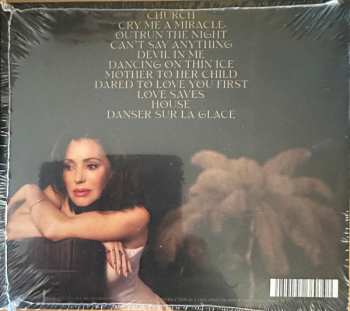 CHURCH
CRY ME A MIRACLE
OUTRUN THE NIGHT
CAN'T SAY ANYTHING
DEVIL IN ME
DANCING ON THIN ICE
MOTHER TO HER CHILD
DARED TO LOVE YOU FIRST
LOVE SAVES
HOUSE
DANSER SUR LA GLACE